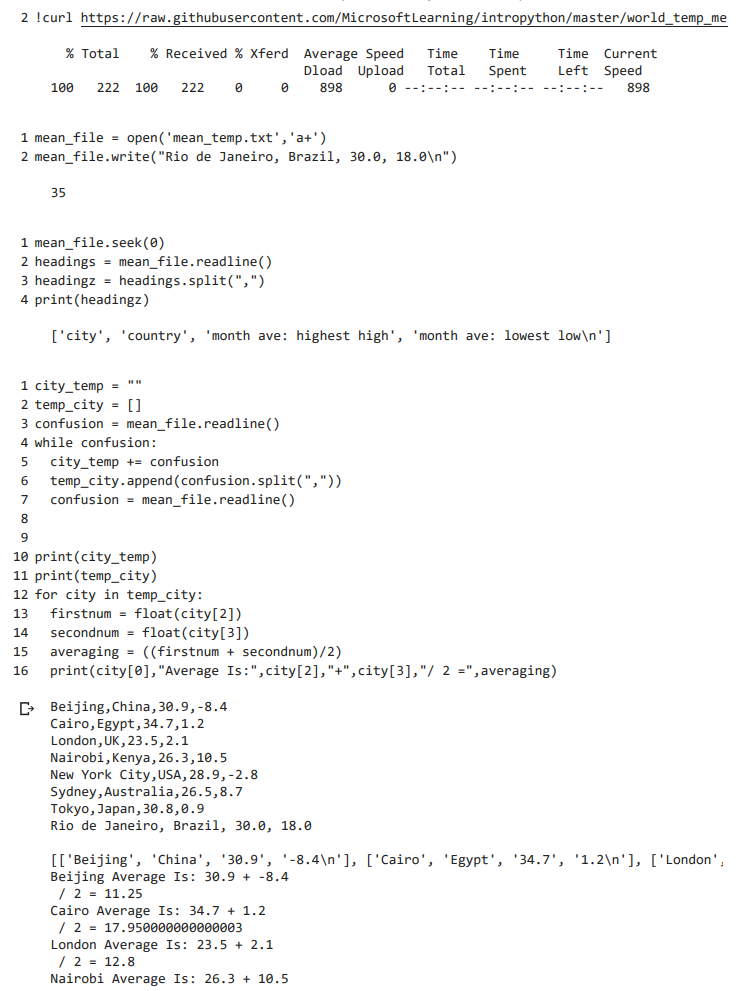 2 !curl https://raw.githubusercontent.com/MicrosoftLearning/intropython/master/world_temp_me
% Total % Received % Xferd Average Speed Time Time Time Current
Dload Upload Total Spent Left Speed
100 222 100 222 0 0 898 0 --:--:-- --:--:-- --:--:-- 898
1 mean_file = open('mean_temp.txt','a+')
2 mean_file.write("Rio de Janeiro, Brazil, 30.0, 18.0\n")
35
1 mean_file.seek(0)
2 headings = mean_file.readline()
3 headingz = headings.split(",")
4 print(headingz)
['city', 'country', 'month ave: highest high', 'month ave: lowest low\n']
1 city_temp = ""
2 temp_city = []
3 confusion = mean_file.readline()
4 while confusion:
5 city_temp += confusion
6 temp_city.append(confusion.split(","))
7 confusion = mean_file.readline()
8
9
10 print(city_temp)
11 print(temp_city)
12 for city in temp_city:
13 firstnum = float(city[2])
14 secondnum = float(city[3])
15 averaging = ((firstnum + secondnum)/2)
16 print(city[0],"Average Is:",city[2],"+",city[3],"/ 2 =",averaging)
Beijing,China,30.9,-8.4
Cairo,Egypt,34.7,1.2
London,UK,23.5,2.1
Nairobi,Kenya,26.3,10.5
New York City,USA,28.9,-2.8
Sydney,Australia,26.5,8.7
Tokyo,Japan,30.8,0.9
Rio de Janeiro, Brazil, 30.0, 18.0
[['Beijing', 'China', '30.9', '-8.4\n'], ['Cairo', 'Egypt', '34.7', '1.2\n'], ['London',
Beijing Average Is: 30.9 + -8.4
/ 2 = 11.25
Cairo Average Is: 34.7 + 1.2
/ 2 = 17.950000000000003
London Average Is: 23.5 + 2.1
/ 2 = 12.8
Nairobi Average Is: 26.3 + 10.5